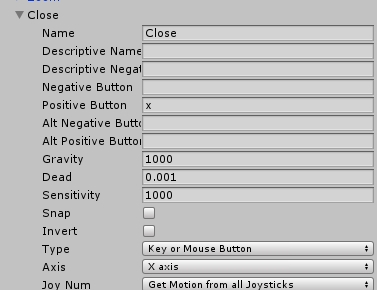 Close
Name Close
Descriptive Name
Descriptive Negat
Negative Button
Positive Button x
Alt Negative Butto
Alt Positive Button
Gravity 1000
Dead 0.001
Sensitivity 1000
Snap
Invert
Type Key or Mouse Button
Axis X axis
Joy Num Get Motion from all Joysticks